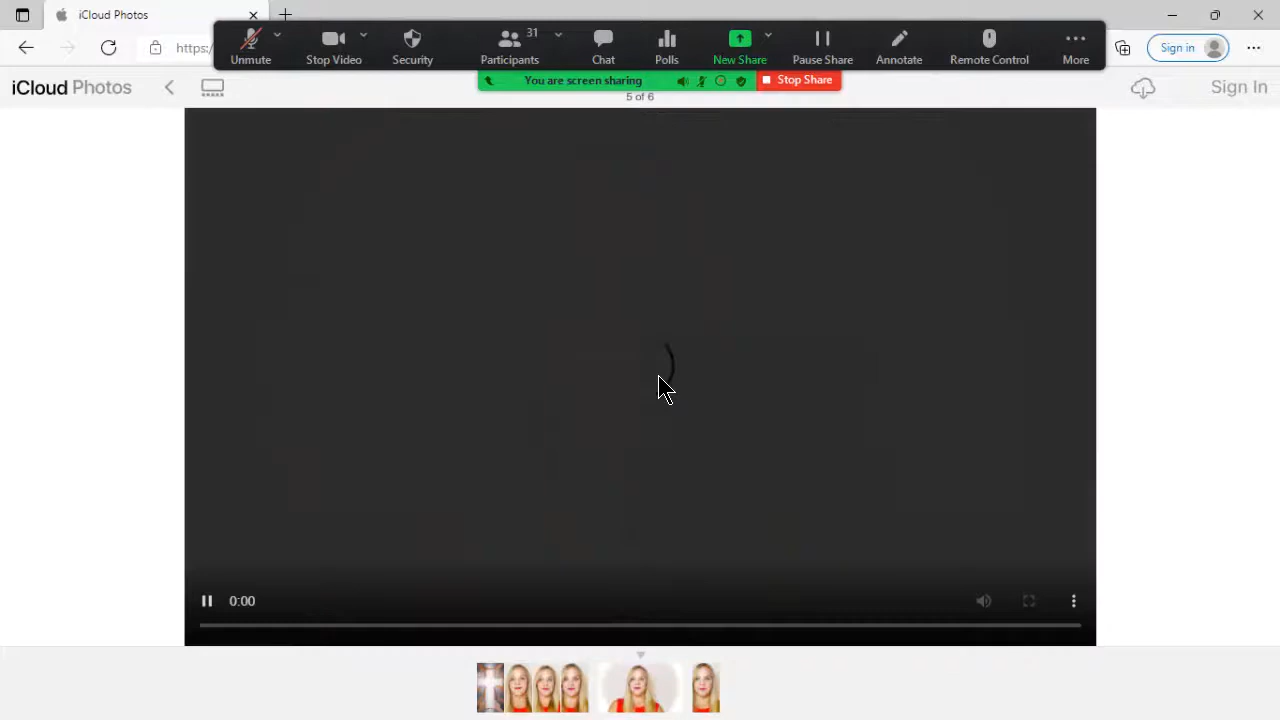 iCloud Photos
Unmute
Stop Video
Security
31
Participants
Chat
Polls
New Share
Pause Share
Annotate
Remote Control
More
https:/
Sign in
You are screen sharing
Stop Share
iCloud Photos
5 of 6
Sign In
0:00